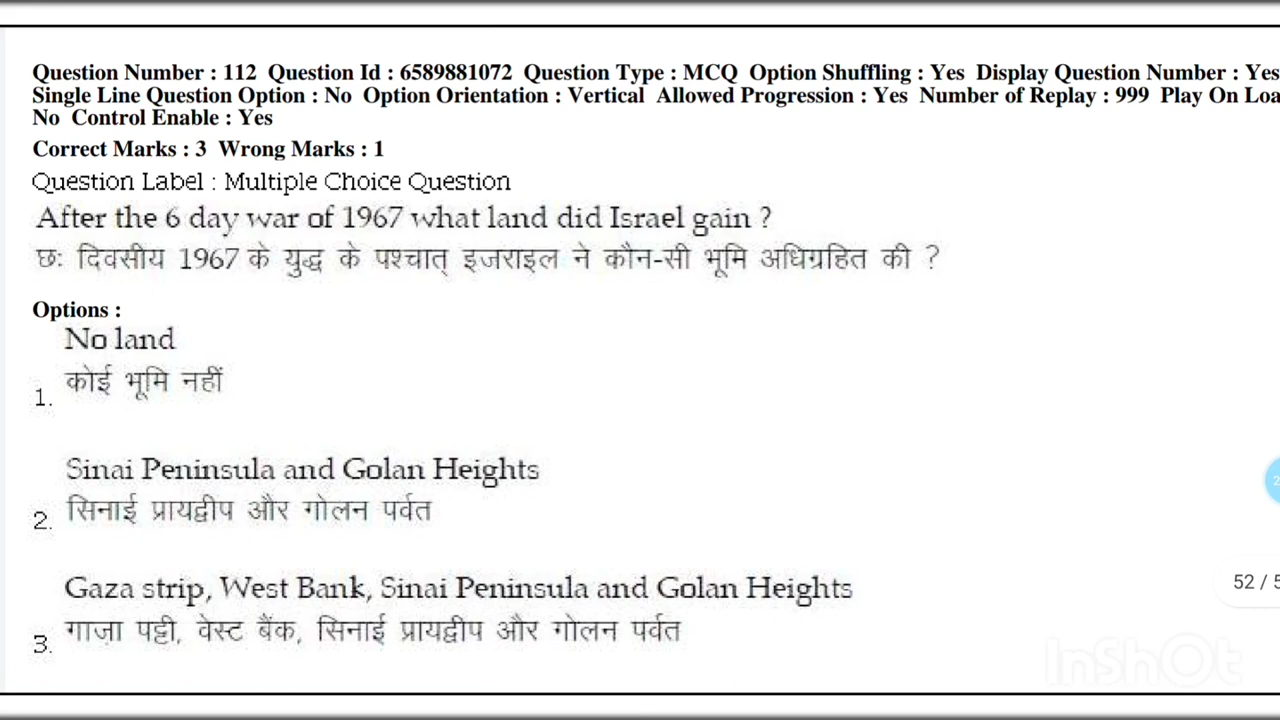 Question Number : 112 Question Id : 6589881072 Question Type : MCQ Option Shuffling : Yes Display Question Number : Yes
Single Line Question Option : No Option Orientation : Vertical Allowed Progression : Yes Number of Replay : 999 Play On Loa
No Control Enable : Yes
Correct Marks : 3 Wrong Marks : 1
Question Label : Multiple Choice Question
After the 6 day war of 1967 what land did Israel gain ?
छः दिवसीय 1967 के युद्ध के पश्चात् इजराइल ने कौन-सी भूमि अधिग्रहित की ?
Options :
No land
कोई भूमि नहीं
1.
Sinai Peninsula and Golan Heights
सिनाई प्रायद्वीप और गोलन पर्वत
2.
Gaza strip, West Bank, Sinai Peninsula and Golan Heights
गाज़ा पट्टी, वेस्ट बैंक, सिनाई प्रायद्वीप और गोलन पर्वत
3.
2
52 / 5
InShOt